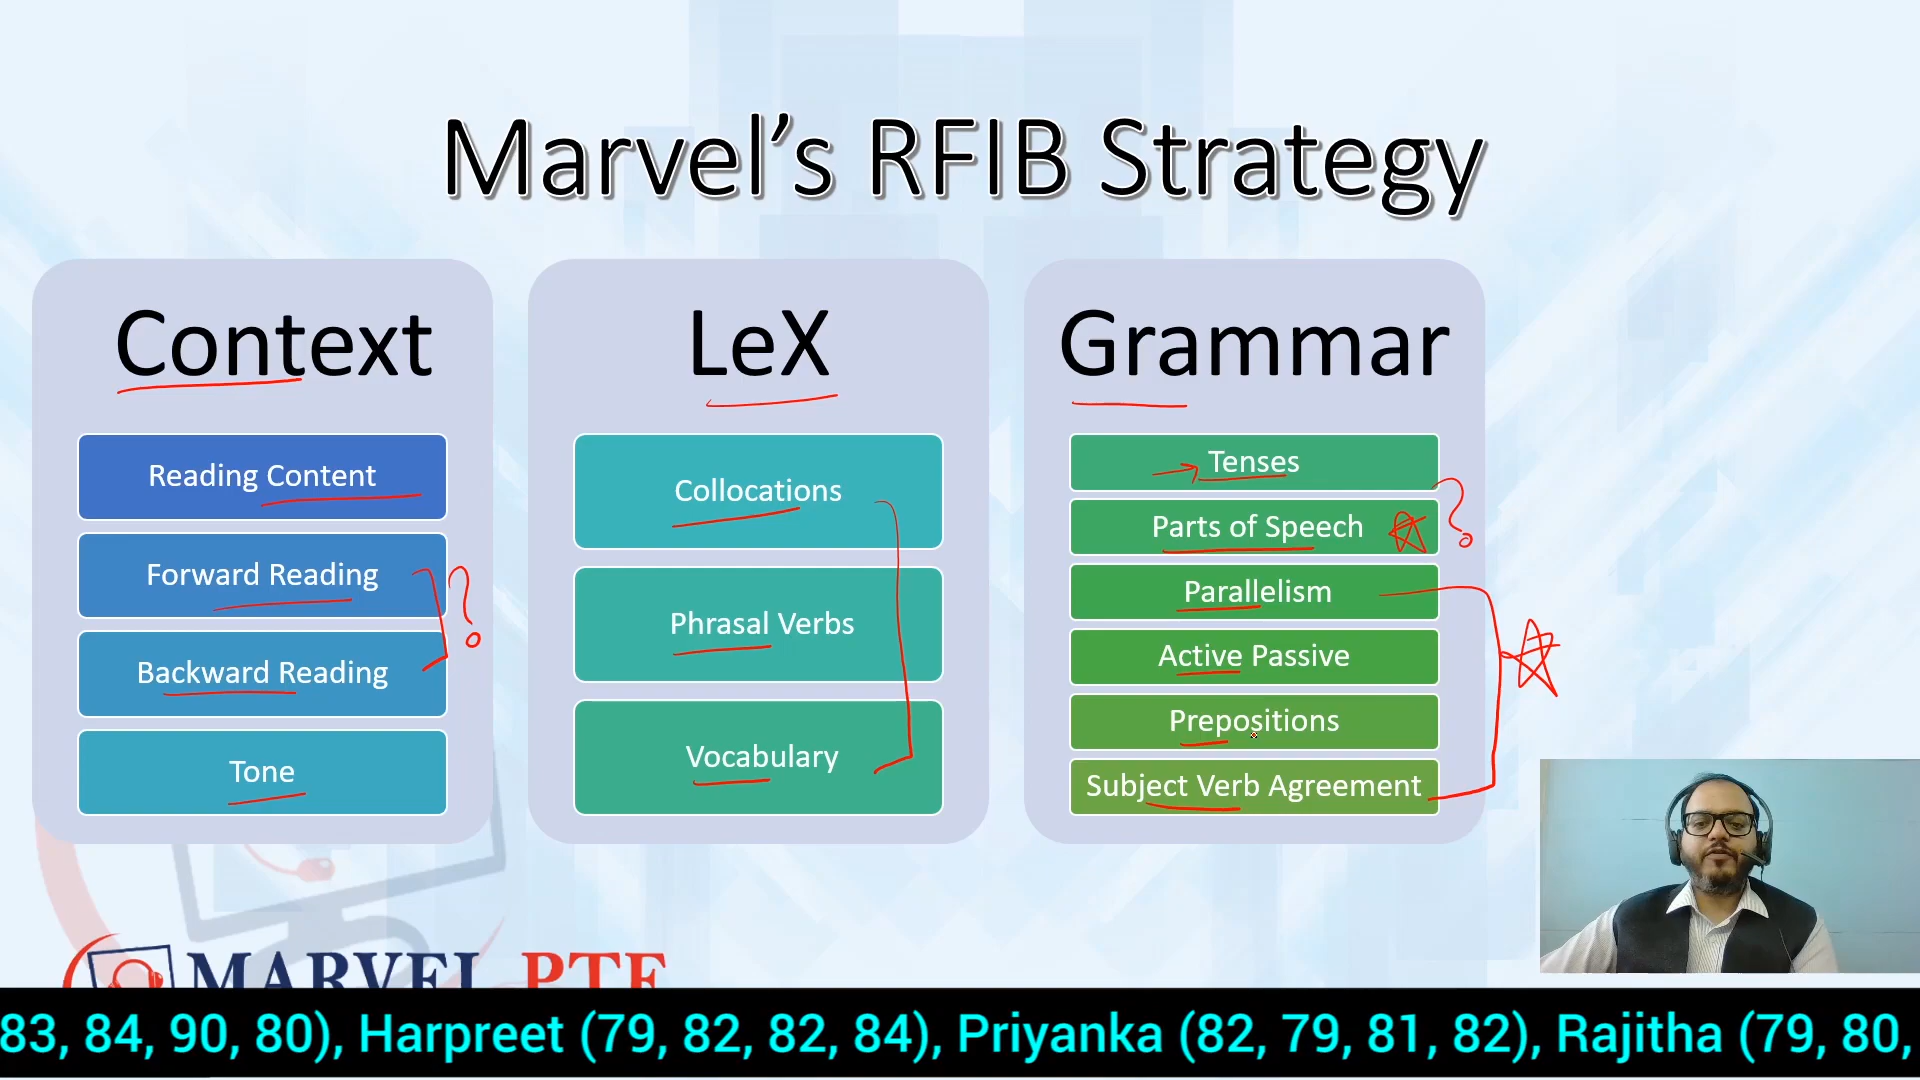 Marvel's RFIB Strategy
Context
Reading Content
Forward Reading
Backward Reading
Tone
LeX
Collocations
Phrasal Verbs
Vocabulary
Grammar
Tenses
Parts of Speech
Parallelism
Active Passive
Prepositions
Subject Verb Agreement
?
?
MARVEL PTE
83, 84, 90, 80), Harpreet (79, 82, 82, 84), Priyanka (82, 79, 81, 82), Rajitha (79, 80,